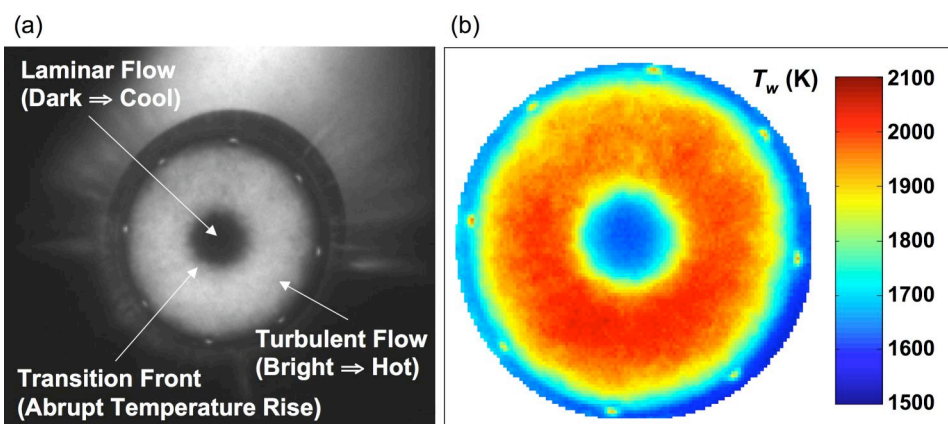 (a)
Laminar Flow
(Dark ⇒ Cool)
Turbulent Flow
(Bright ⇒ Hot)
Transition Front
(Abrupt Temperature Rise)
(b)
T_w (K)
2100
2000
1900
1800
1700
1600
1500